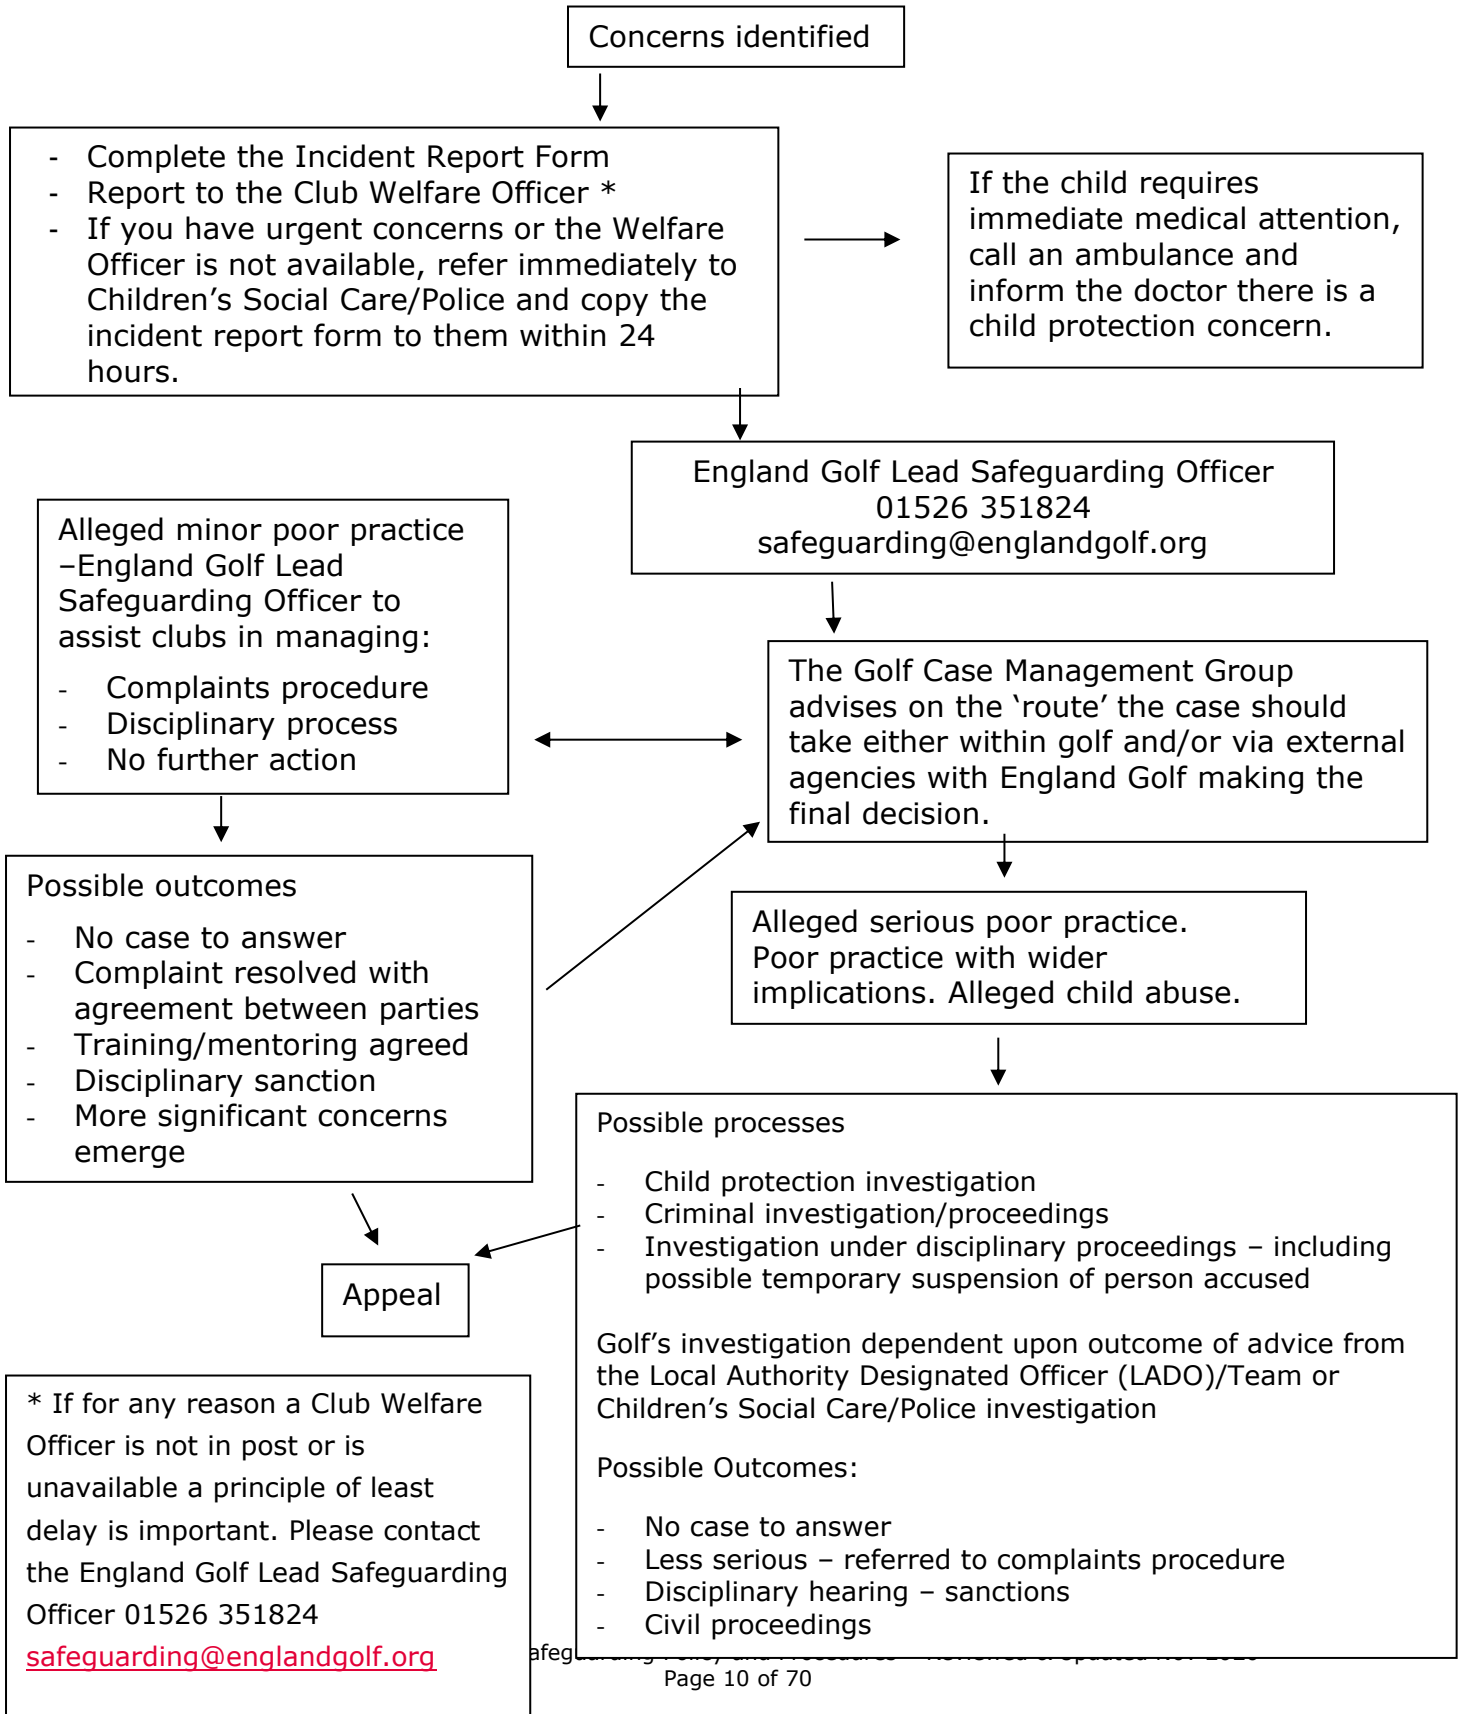 Concerns identified
- Complete the Incident Report Form
- Report to the Club Welfare Officer *
- If you have urgent concerns or the Welfare
Officer is not available, refer immediately to
Children's Social Care/Police and copy the
incident report form to them within 24
hours.
If the child requires
immediate medical attention,
call an ambulance and
inform the doctor there is a
child protection concern.
England Golf Lead Safeguarding Officer
01526 351824
safeguarding@englandgolf.org
Alleged minor poor practice
–England Golf Lead
Safeguarding Officer to
assist clubs in managing:
- Complaints procedure
- Disciplinary process
- No further action
The Golf Case Management Group
advises on the ‘route’ the case should
take either within golf and/or via external
agencies with England Golf making the
final decision.
Possible outcomes
- No case to answer
- Complaint resolved with
agreement between parties
- Training/mentoring agreed
- Disciplinary sanction
- More significant concerns
emerge
Alleged serious poor practice.
Poor practice with wider
implications. Alleged child abuse.
Possible processes
- Child protection investigation
- Criminal investigation/proceedings
- Investigation under disciplinary proceedings – including
possible temporary suspension of person accused
Golf’s investigation dependent upon outcome of advice from
the Local Authority Designated Officer (LADO)/Team or
Children’s Social Care/Police investigation
Possible Outcomes:
- No case to answer
- Less serious – referred to complaints procedure
- Disciplinary hearing – sanctions
- Civil proceedings
Appeal
* If for any reason a Club Welfare
Officer is not in post or is
unavailable a principle of least
delay is important. Please contact
the England Golf Lead Safeguarding
Officer 01526 351824
safeguarding@englandgolf.org
Page 10 of 70